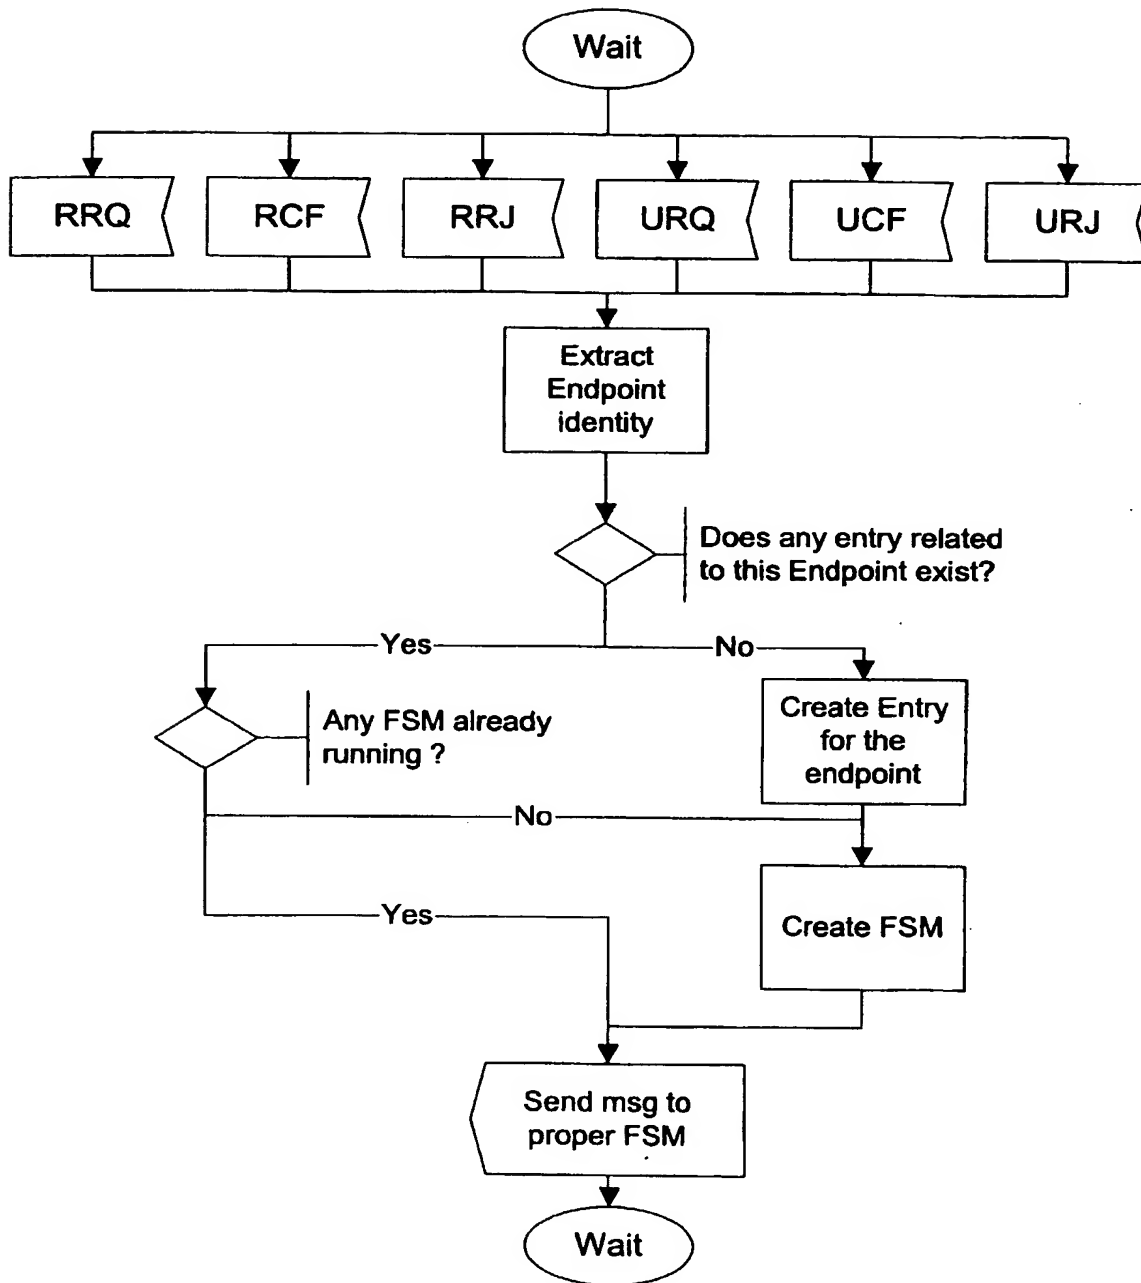 Wait
RRQ
RCF
RRJ
URQ
UCF
URJ
Extract
Endpoint
identity
Does any entry related
to this Endpoint exist?
Yes
No
Any FSM already
running ?
Create Entry
for the
endpoint
No
Yes
Create FSM
Send msg to
proper FSM
Wait